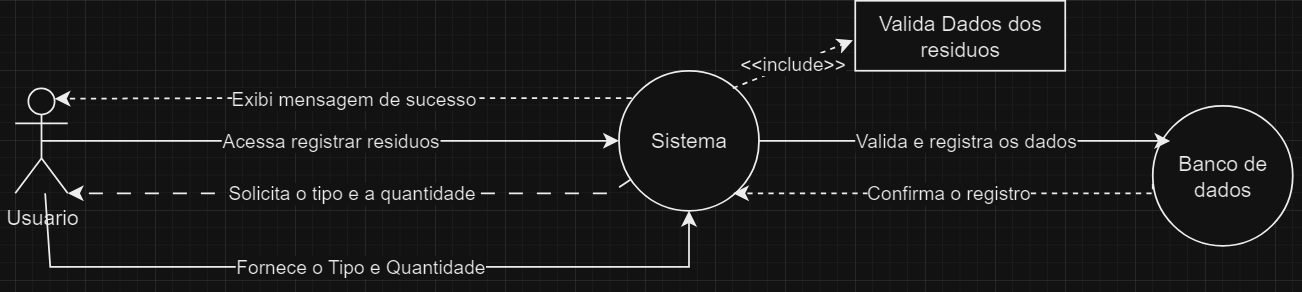 Valida Dados dos
residuos
<<include>>
Exibi mensagem de sucesso
Acessa registrar residuos
Sistema
Valida e registra os dados
Banco de
dados
Solicita o tipo e a quantidade
Confirma o registro
Usuario
Fornece o Tipo e Quantidade